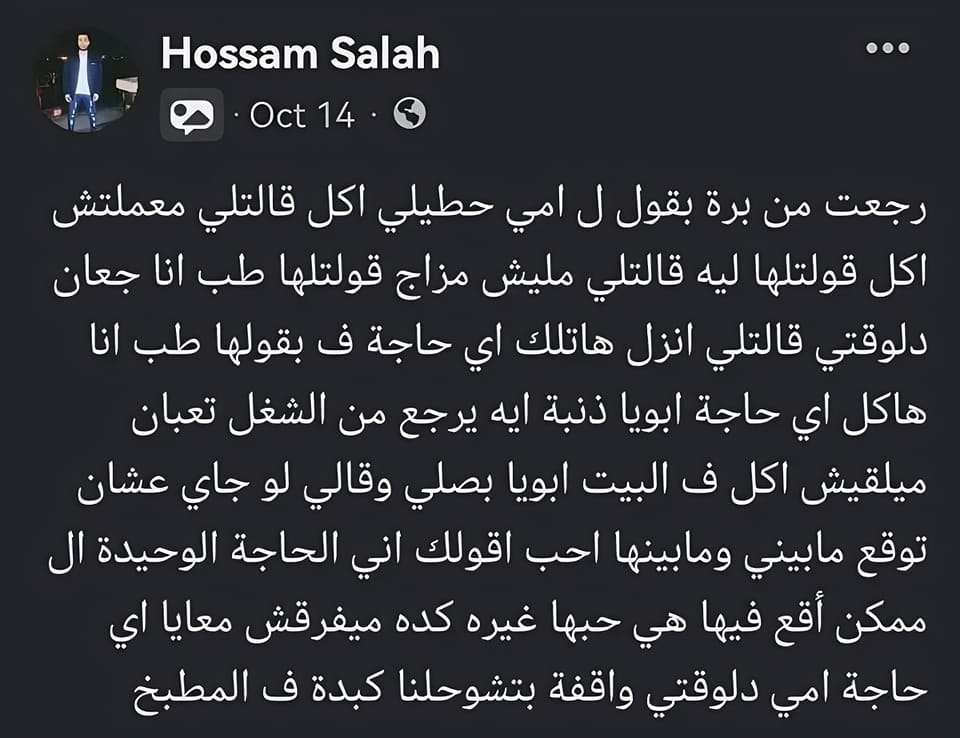 Hossam Salah
· Oct 14 ·
رجعت من برة بقول ل امي حطيلي اكل قالتلي معملتش
اكل قولتلها ليه قالتلي مليش مزاج قولتلها طب انا جعان
دلوقتي قالتلي انزل هاتلك اي حاجة ف بقولها طب انا
هاكل اي حاجة ابويا ذنبة ايه يرجع من الشغل تعبان
ميلقيش اكل ف البيت ابويا بصلي وقالي لو جاي عشان
توقع مابيني ومابينها احب اقولك اني الحاجة الوحيدة ال
ممكن أقع فيها هي حبها غيره كده ميفرقش معايا اي
حاجة امي دلوقتي واقفة بتشوحلنا كبدة ف المطبخ